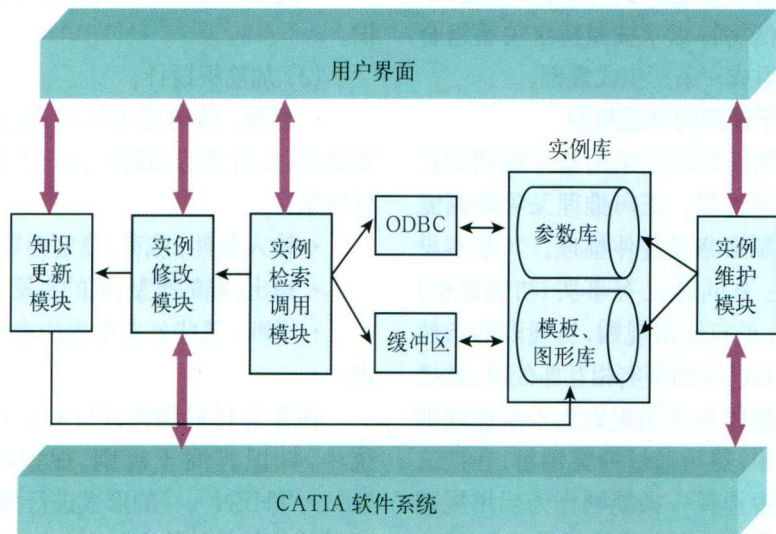 用户界面
实例库
知识
更新
模块
实例
修改
模块
实例
检索
调用
模块
ODBC
缓冲区
参数库
模板、
图形库
实例
维护
模块
CATIA 软件系统